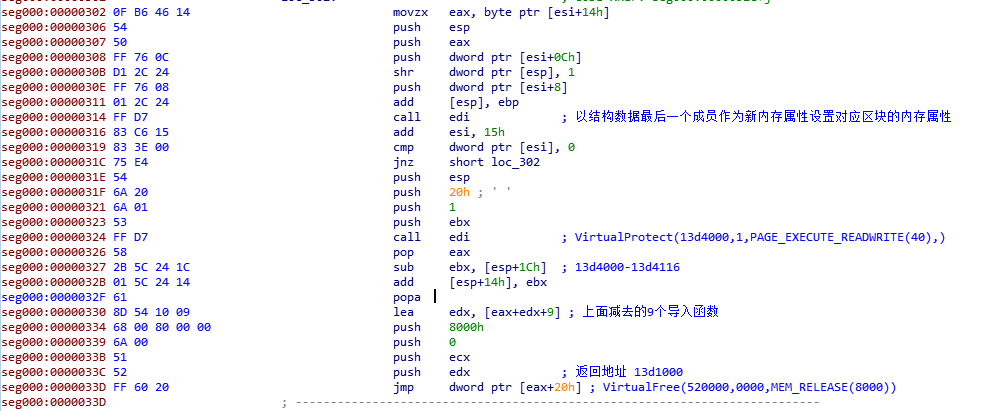 seg000:00000302 0F B6 46 14 movzx eax, byte ptr [esi+14h]
seg000:00000306 54 push esp
seg000:00000307 50 push eax
seg000:00000308 FF 76 0C push dword ptr [esi+0Ch]
seg000:0000030B D1 2C 24 shr dword ptr [esp], 1
seg000:0000030E FF 76 08 push dword ptr [esi+8]
seg000:00000311 01 2C 24 add [esp], ebp
seg000:00000314 FF D7 call edi ; 以结构数据最后一个成员作为新内存属性设置对应区块的内存属性
seg000:00000316 83 C6 15 add esi, 15h
seg000:00000319 83 3E 00 cmp dword ptr [esi], 0
seg000:0000031C 75 E4 jnz short loc_302
seg000:0000031E 54 push esp
seg000:0000031F 6A 20 push 20h ; ' '
seg000:00000321 6A 01 push 1
seg000:00000323 53 push ebx
seg000:00000324 FF D7 call edi ; VirtualProtect(13d4000,1,PAGE_EXECUTE_READWRITE(40),)
seg000:00000326 58 pop eax
seg000:00000327 2B 5C 24 1C sub ebx, [esp+1Ch] ; 13d4000-13d4116
seg000:0000032B 01 5C 24 14 add [esp+14h], ebx
seg000:0000032F 61 popa
seg000:00000330 8D 54 10 09 lea edx, [eax+edx+9] ; 上面减去的9个导入函数
seg000:00000334 68 00 80 00 00 push 8000h
seg000:00000339 6A 00 push 0
seg000:0000033B 51 push ecx
seg000:0000033C 52 push edx ; 返回地址 13d1000
seg000:0000033D FF 60 20 jmp dword ptr [eax+20h] ; VirtualFree(520000,0000,MEM_RELEASE(8000))
seg000:0000033D ; ---------------------------------------------------------------------------